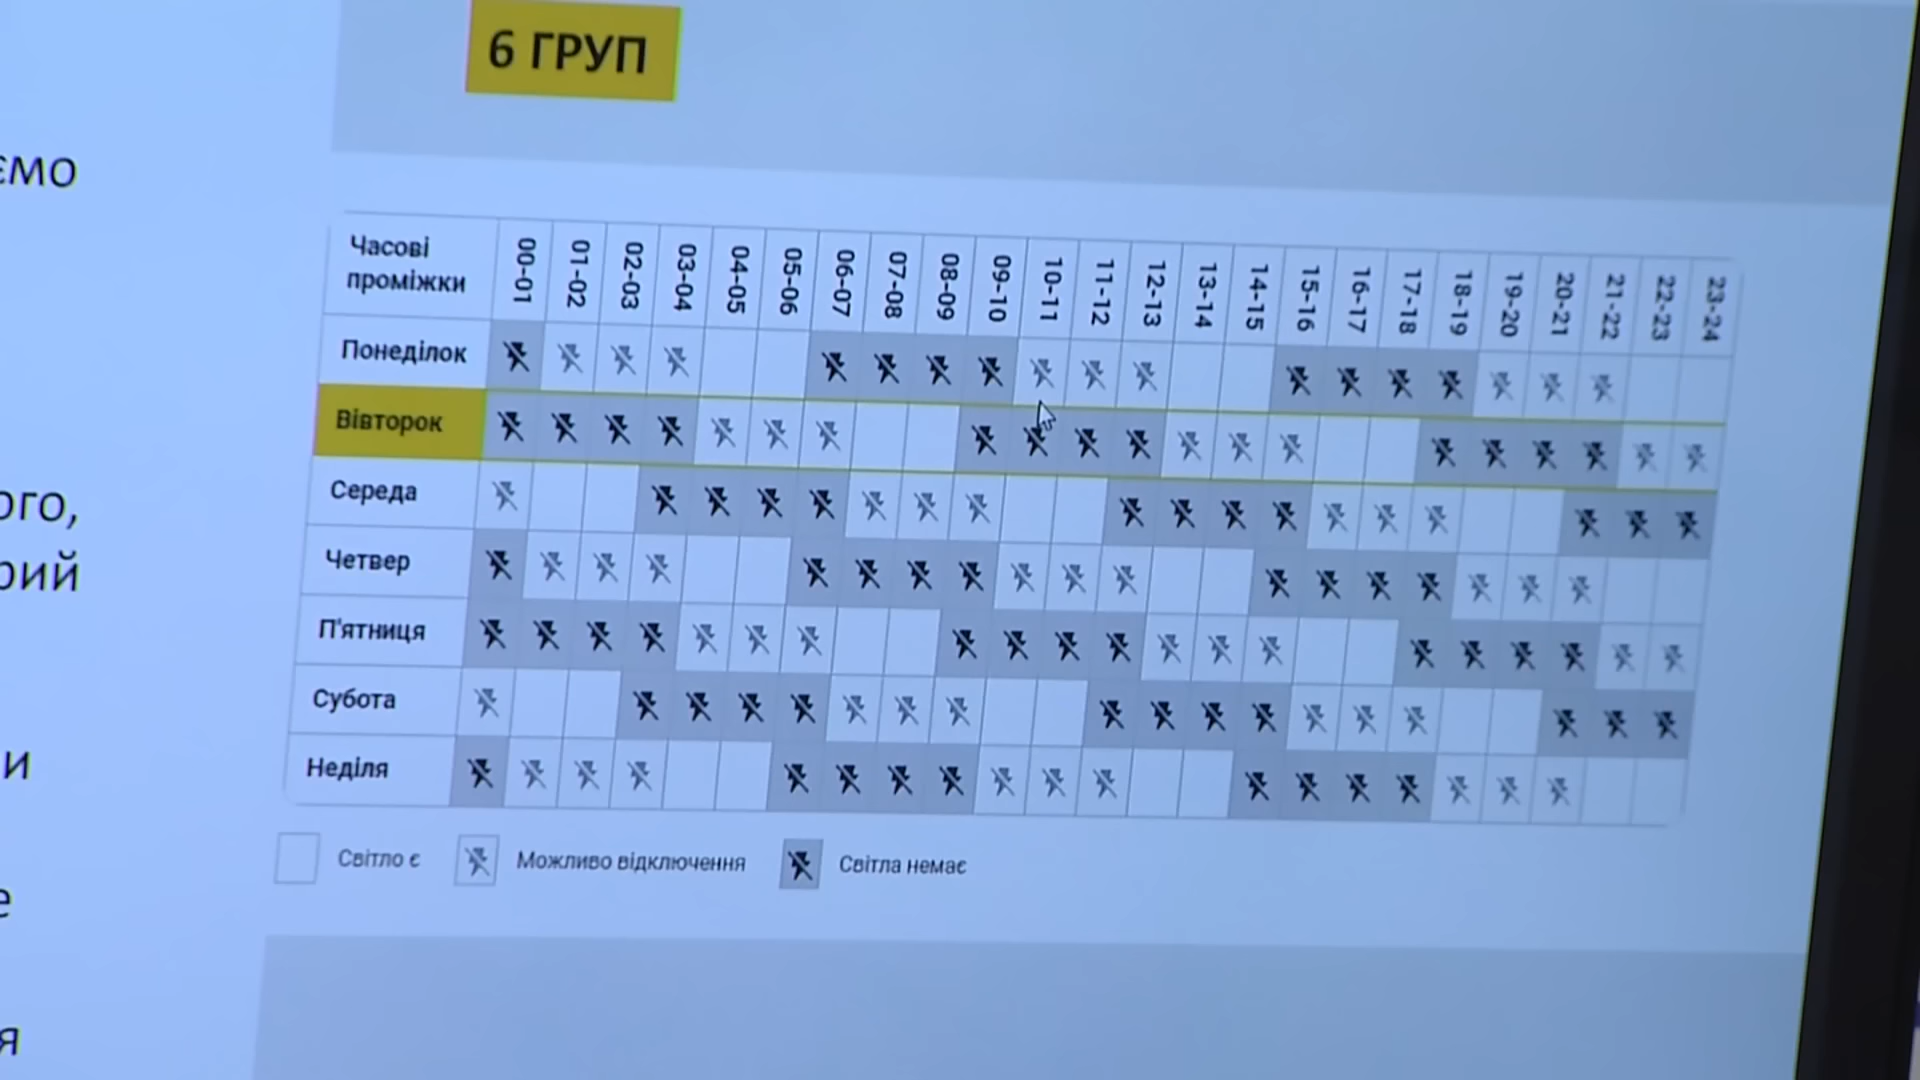 6 ГРУП
ого,
и
е
я
Часові проміжки 00-01 01-02 02-03 03-04 04-05 05-06 06-07 07-08 08-09 09-10 10-11 11-12 12-13 13-14 14-15 15-16 16-17 17-18 18-19 19-20 20-21 21-22 22-23 23-24
Понеділок
Вівторок
Середа
Четвер
П'ятниця
Субота
Неділя
Світло є Можливо відключення Світла немає